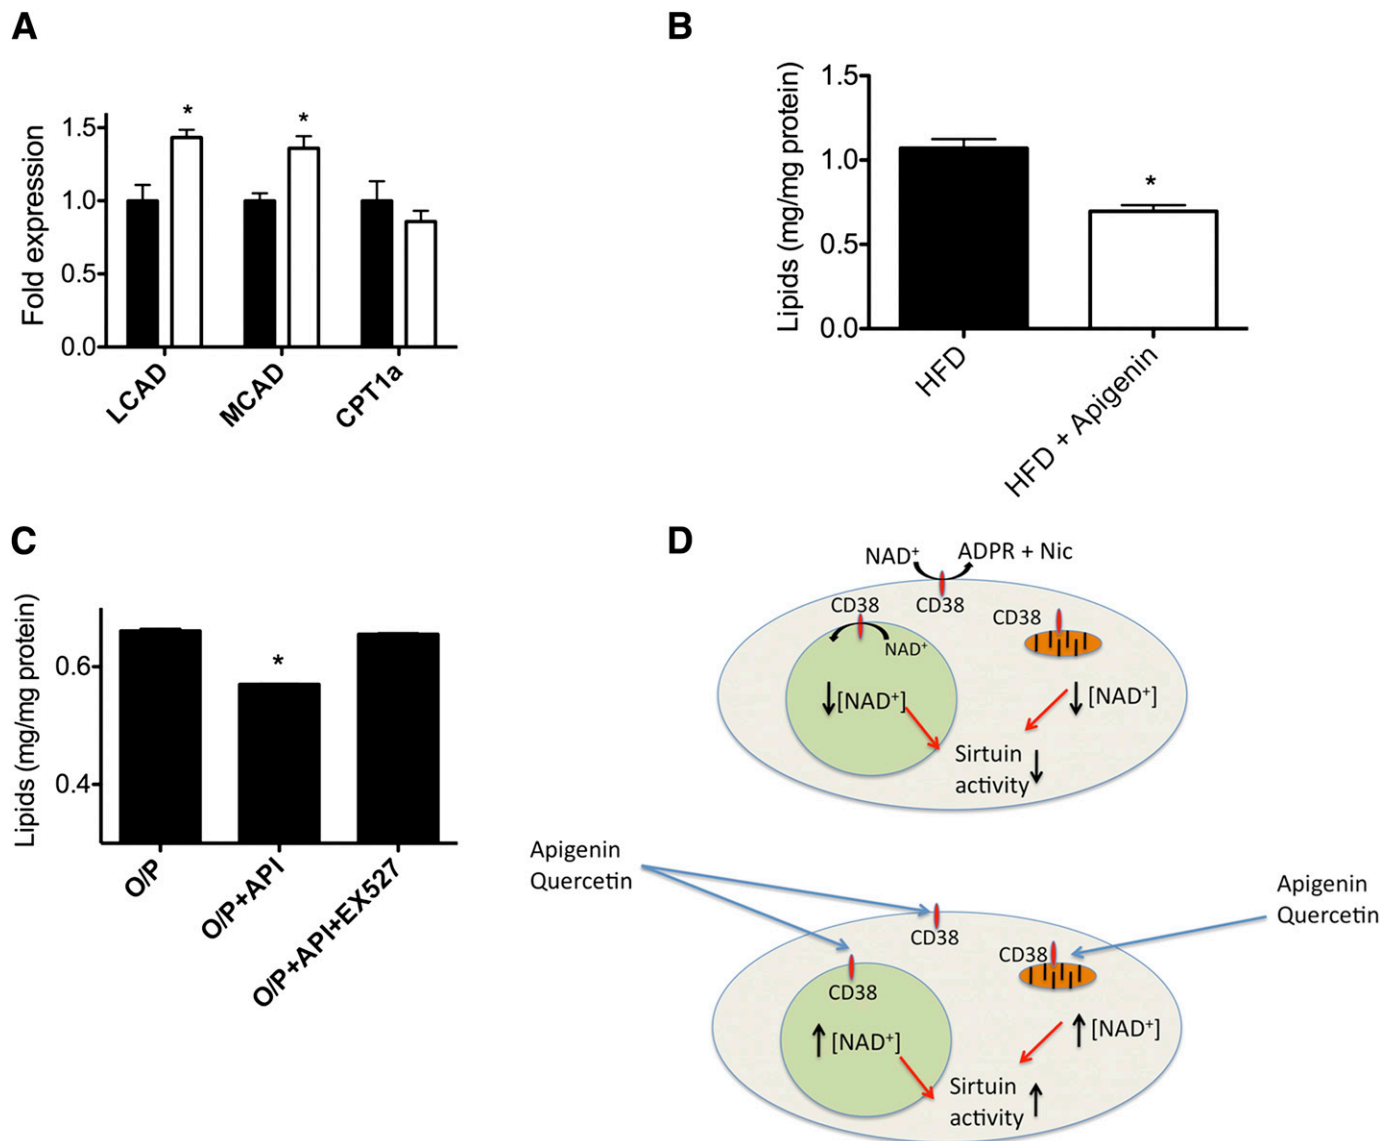 A
Fold expression
1.5
1.0
0.5
0.0
*
*
LCAD
MCAD
CPT1a
B
Lipids (mg/mg protein)
1.5
1.0
0.5
0.0
*
HFD
HFD + Apigenin
C
Lipids (mg/mg protein)
0.6
0.4
*
O/P
O/P+API
O/P+API+EX527
D
NAD⁺
ADPR + Nic
CD38
CD38
CD38
NAD⁺
[NAD⁺]
[NAD⁺]
Sirtuin
activity
Apigenin
Quercetin
Apigenin
Quercetin
CD38
CD38
CD38
[NAD⁺]
[NAD⁺]
Sirtuin
activity